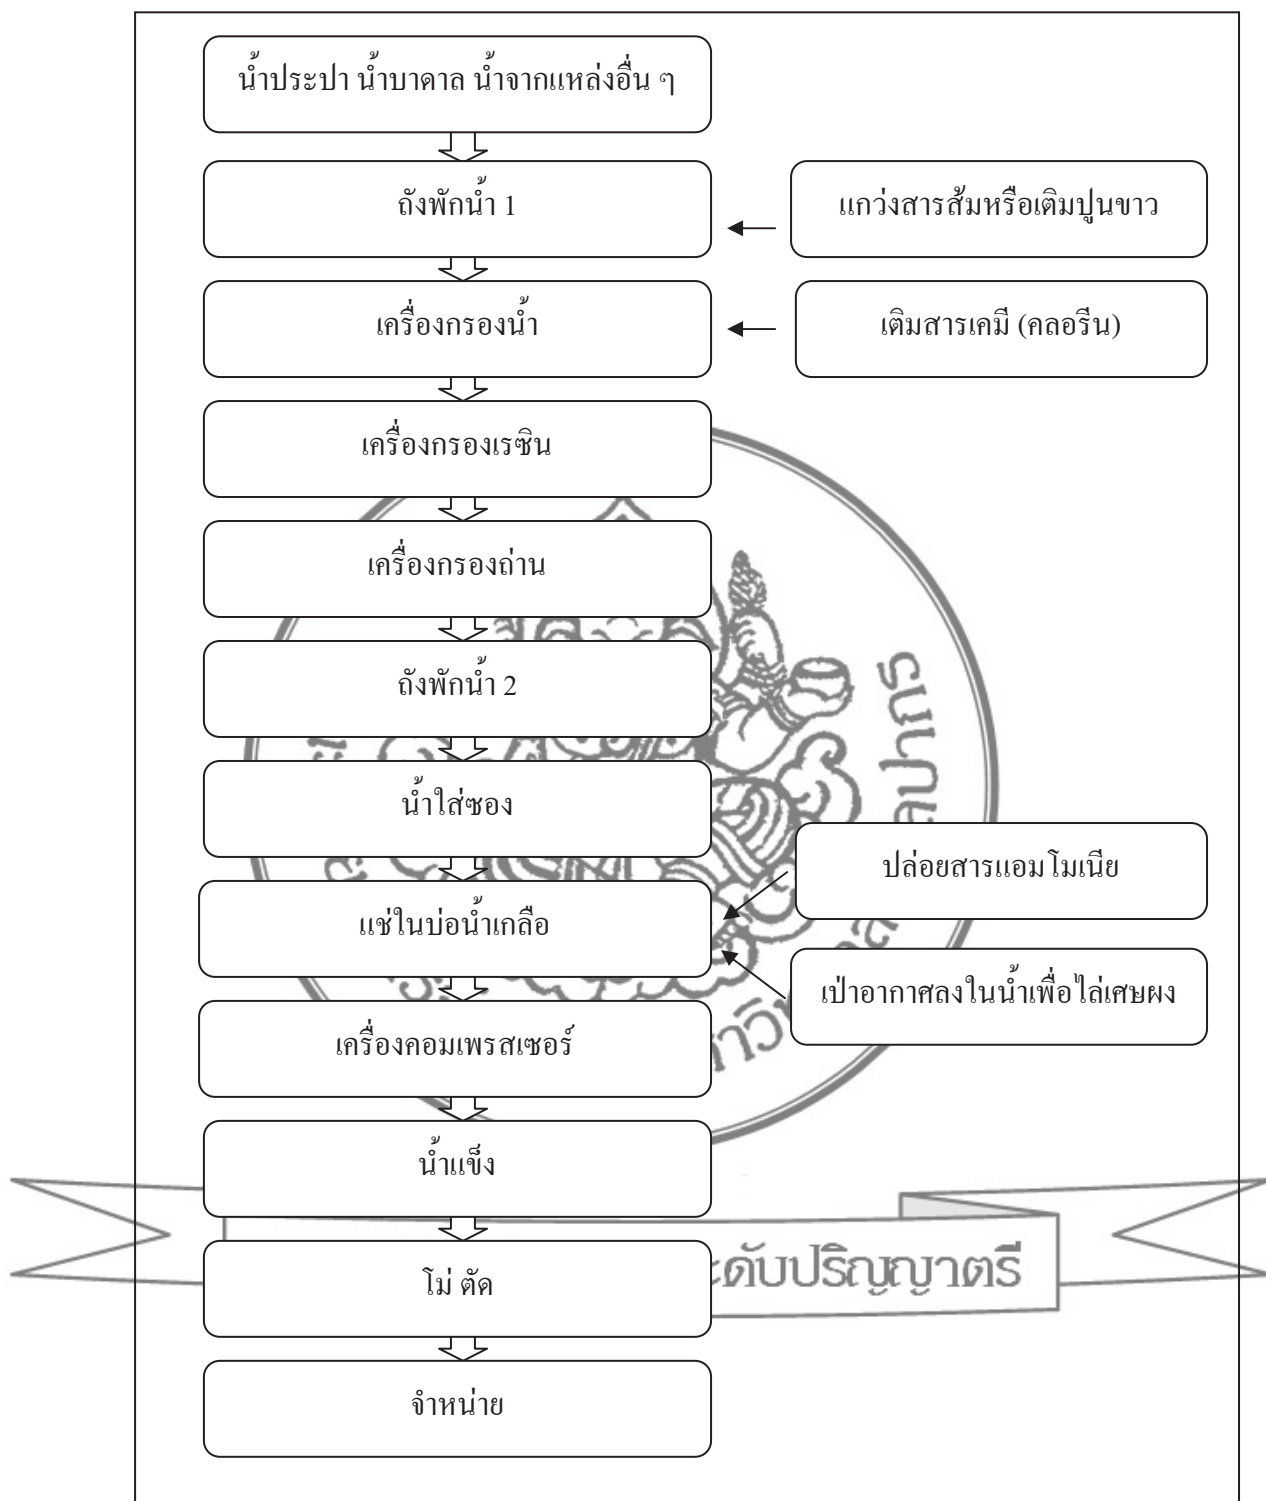 น้ำประปา น้ำบาดาล น้ำจากแหล่งอื่น ๆ
ถังพักน้ำ 1
แกว่งสารส้มหรือเติมปูนขาว
เครื่องกรองน้ำ
เติมสารเคมี (คลอรีน)
เครื่องกรองเรซิน
เครื่องกรองถ่าน
ถังพักน้ำ 2
น้ำใส่ซอง
ปล่อยสารแอมโมเนีย
แช่ในบ่อน้ำเกลือ
เป่าอากาศลงในน้ำเพื่อไล่เศษผง
เครื่องคอมเพรสเซอร์
น้ำแข็ง
โม่ ตัด
ะดับปริญญาตรี
จำหน่าย